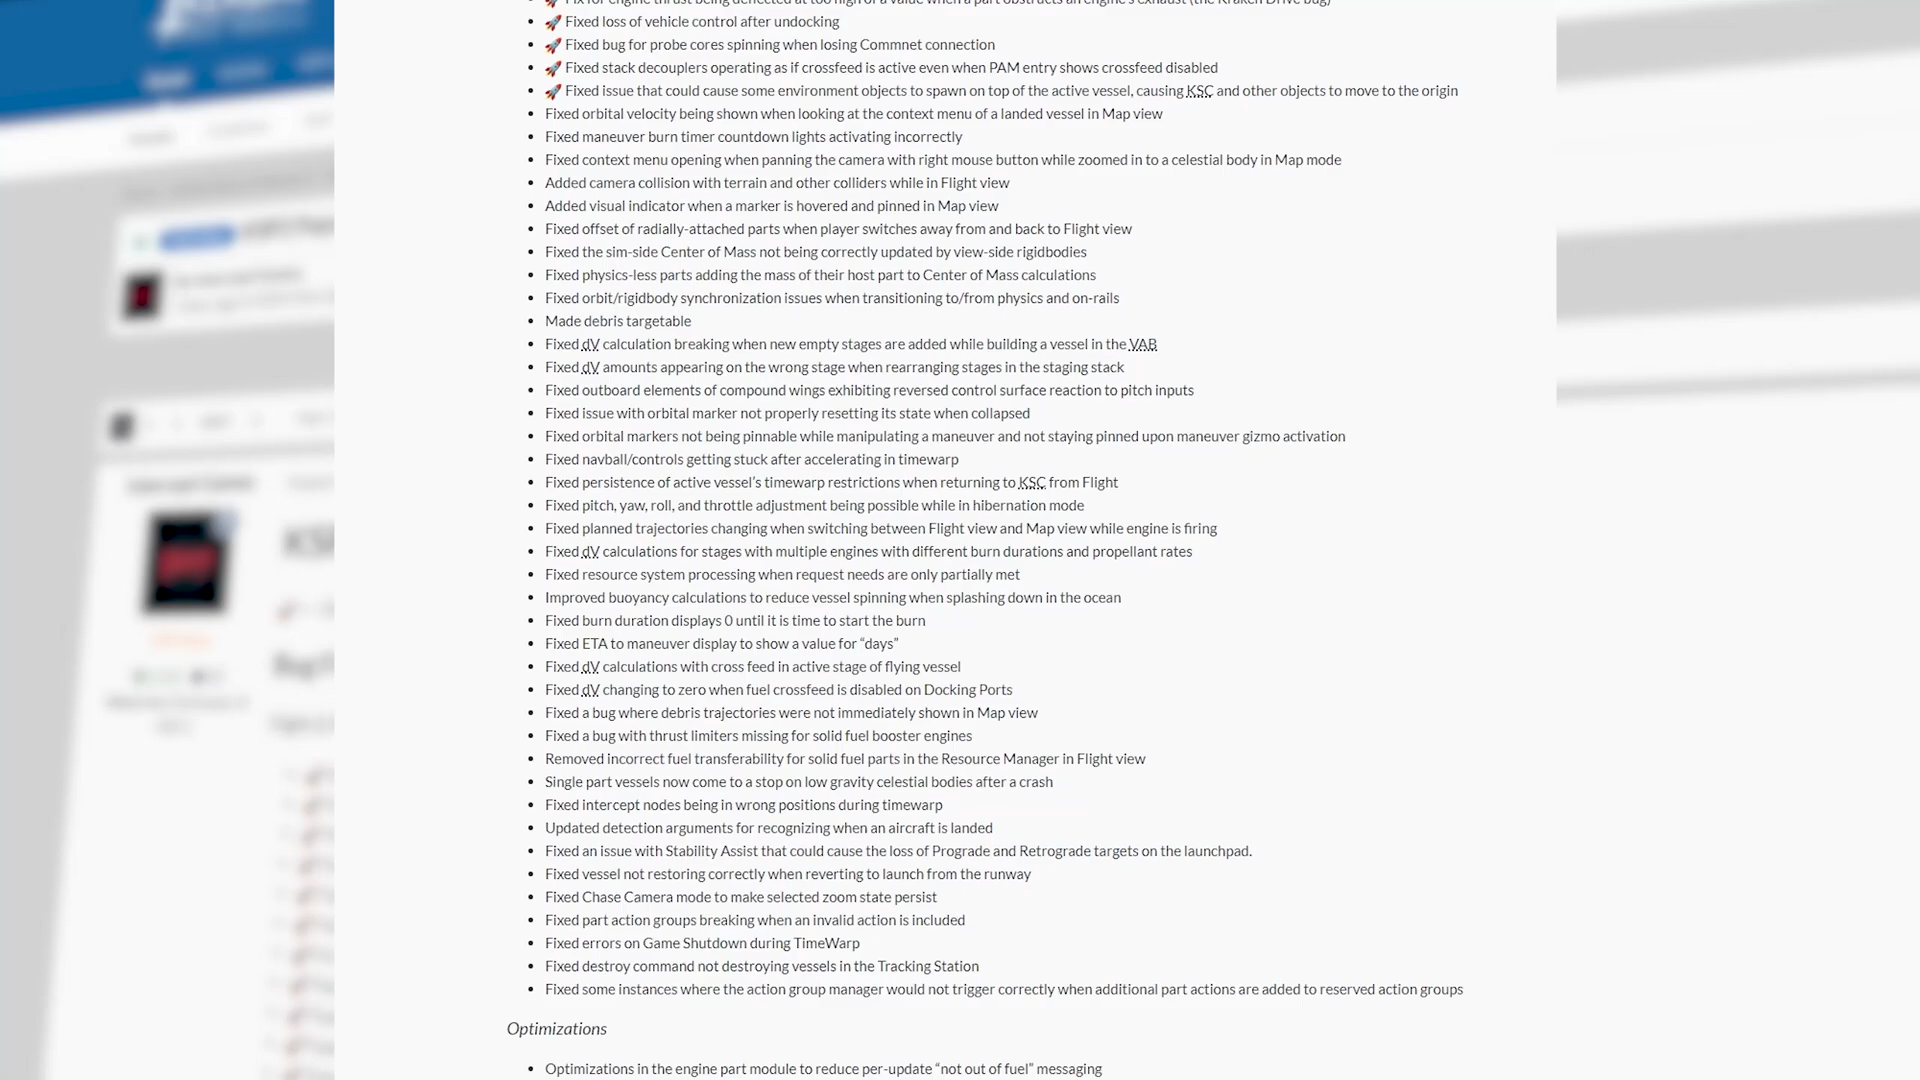 Fix for engine thrust being deflected at too high of a value when a part obstructs an engine's exhaust (the Kraken Drive bug)
Fixed loss of vehicle control after undocking
Fixed bug for probe cores spinning when losing Commnet connection
Fixed stack decouplers operating as if crossfeed is active even when PAM entry shows crossfeed disabled
Fixed issue that could cause some environment objects to spawn on top of the active vessel, causing KSC and other objects to move to the origin
Fixed orbital velocity being shown when looking at the context menu of a landed vessel in Map view
Fixed maneuver burn timer countdown lights activating incorrectly
Fixed context menu opening when panning the camera with right mouse button while zoomed in to a celestial body in Map mode
Added camera collision with terrain and other colliders while in Flight view
Added visual indicator when a marker is hovered and pinned in Map view
Fixed offset of radially-attached parts when player switches away from and back to Flight view
Fixed the sim-side Center of Mass not being correctly updated by view-side rigidbodies
Fixed physics-less parts adding the mass of their host part to Center of Mass calculations
Fixed orbit/rigidbody synchronization issues when transitioning to/from physics and on-rails
Made debris targetable
Fixed dV calculation breaking when new empty stages are added while building a vessel in the VAB
Fixed dV amounts appearing on the wrong stage when rearranging stages in the staging stack
Fixed outboard elements of compound wings exhibiting reversed control surface reaction to pitch inputs
Fixed issue with orbital marker not properly resetting its state when collapsed
Fixed orbital markers not being pinnable while manipulating a maneuver and not staying pinned upon maneuver gizmo activation
Fixed navball/controls getting stuck after accelerating in timewarp
Fixed persistence of active vessel's timewarp restrictions when returning to KSC from Flight
Fixed pitch, yaw, roll, and throttle adjustment being possible while in hibernation mode
Fixed planned trajectories changing when switching between Flight view and Map view while engine is firing
Fixed dV calculations for stages with multiple engines with different burn durations and propellant rates
Fixed resource system processing when request needs are only partially met
Improved buoyancy calculations to reduce vessel spinning when splashing down in the ocean
Fixed burn duration displays 0 until it is time to start the burn
Fixed ETA to maneuver display to show a value for “days”
Fixed dV calculations with cross feed in active stage of flying vessel
Fixed dV changing to zero when fuel crossfeed is disabled on Docking Ports
Fixed a bug where debris trajectories were not immediately shown in Map view
Fixed a bug with thrust limiters missing for solid fuel booster engines
Removed incorrect fuel transferability for solid fuel parts in the Resource Manager in Flight view
Single part vessels now come to a stop on low gravity celestial bodies after a crash
Fixed intercept nodes being in wrong positions during timewarp
Updated detection arguments for recognizing when an aircraft is landed
Fixed an issue with Stability Assist that could cause the loss of Prograde and Retrograde targets on the launchpad.
Fixed vessel not restoring correctly when reverting to launch from the runway
Fixed Chase Camera mode to make selected zoom state persist
Fixed part action groups breaking when an invalid action is included
Fixed errors on Game Shutdown during TimeWarp
Fixed destroy command not destroying vessels in the Tracking Station
Fixed some instances where the action group manager would not trigger correctly when additional part actions are added to reserved action groups
Optimizations
Optimizations in the engine part module to reduce per-update “not out of fuel” messaging